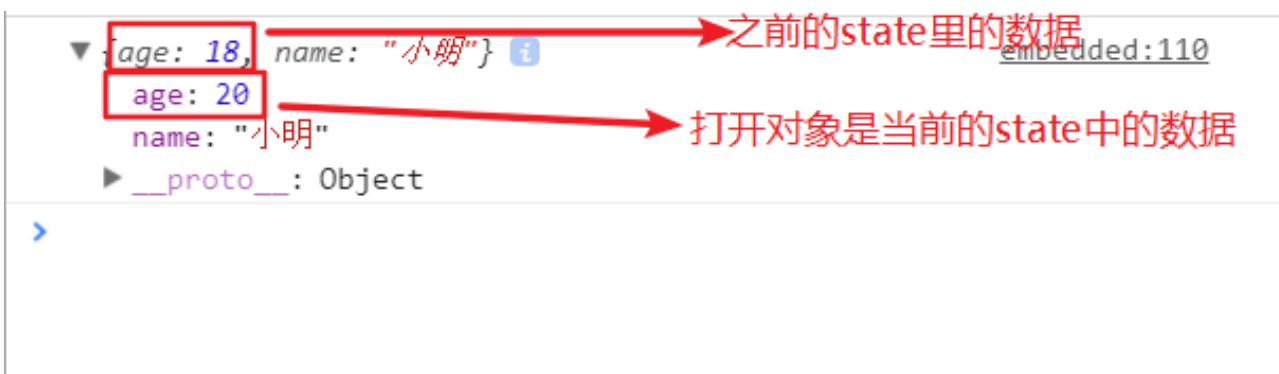 ▼ {age: 18, name: "小明"} i 之前的state里的数据 embedded:110
age: 20
name: "小明" 打开对象是当前的state中的数据
▶ __proto__: Object
>